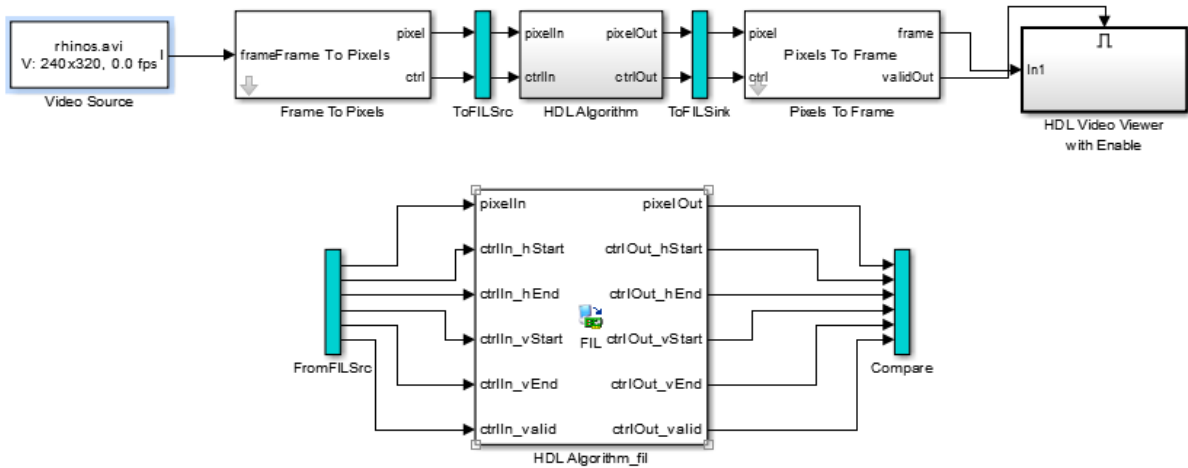 rhinos.avi
V: 240x320, 0.0 fps
I
Video Source
frame
Frame To Pixels
pixel
ctrl
Frame To Pixels
ToFILSrc
pixelIn
ctrlIn
pixelOut
ctrlOut
HDL Algorithm
ToFILSink
pixel
ctrl
Pixels To Frame
frame
validOut
Pixels To Frame
In1
HDL Video Viewer
with Enable
FromFILSrc
pixelIn
ctrlIn_hStart
ctrlIn_hEnd
ctrlIn_vStart
ctrlIn_vEnd
ctrlIn_valid
FIL
pixelOut
ctrlOut_hStart
ctrlOut_hEnd
ctrlOut_vStart
ctrlOut_vEnd
ctrlOut_valid
HDL Algorithm_fil
Compare